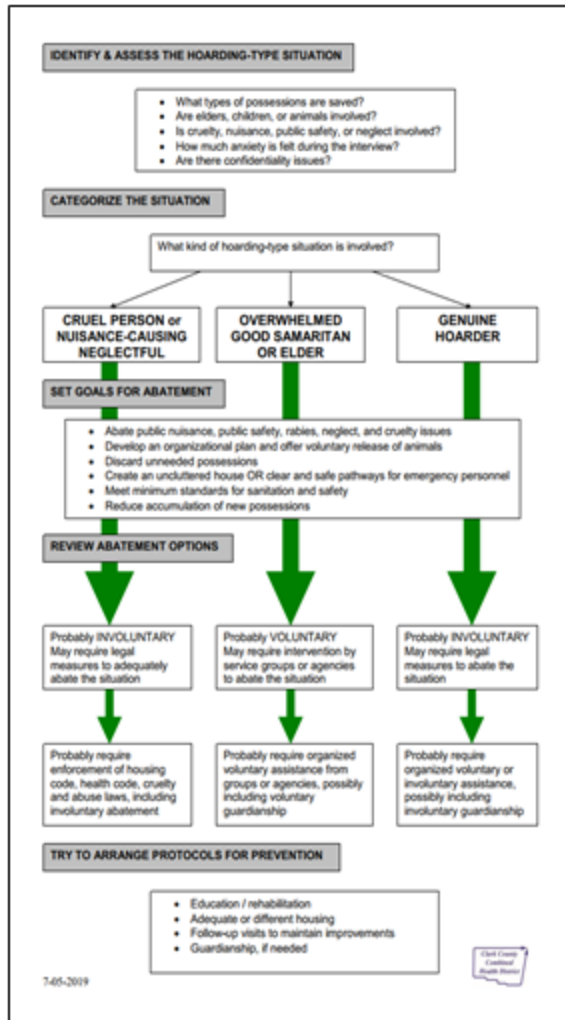 IDENTIFY & ASSESS THE HOARDING-TYPE SITUATION
• What types of possessions are saved?
• Are elders, children, or animals involved?
• Is cruelty, nuisance, public safety, or neglect involved?
• How much anxiety is felt during the interview?
• Are there confidentiality issues?
CATEGORIZE THE SITUATION
What kind of hoarding-type situation is involved?
CRUEL PERSON or
NUISANCE-CAUSING
NEGLECTFUL
OVERWHELMED
GOOD SAMARITAN
OR ELDER
GENUINE
HOARDER
SET GOALS FOR ABATEMENT
• Abate public nuisance, public safety, rabies, neglect, and cruelty issues
• Develop an organizational plan and offer voluntary release of animals
• Discard unneeded possessions
• Create an uncluttered house OR clear and safe pathways for emergency personnel
• Meet minimum standards for sanitation and safety
• Reduce accumulation of new possessions
REVIEW ABATEMENT OPTIONS
Probably INVOLUNTARY
May require legal
measures to adequately
abate the situation
Probably VOLUNTARY
May require intervention by
service groups or agencies
to abate the situation
Probably INVOLUNTARY
May require legal
measures to abate the
situation
Probably require
enforcement of housing
code, health code, cruelty
and abuse laws, including
involuntary abatement
Probably require organized
voluntary assistance from
groups or agencies, possibly
including voluntary
guardianship
Probably require
organized voluntary or
involuntary assistance,
possibly including
involuntary guardianship
TRY TO ARRANGE PROTOCOLS FOR PREVENTION
• Education / rehabilitation
• Adequate or different housing
• Follow-up visits to maintain improvements
• Guardianship, if needed
7-05-2019
Clark County
Combined
Health District